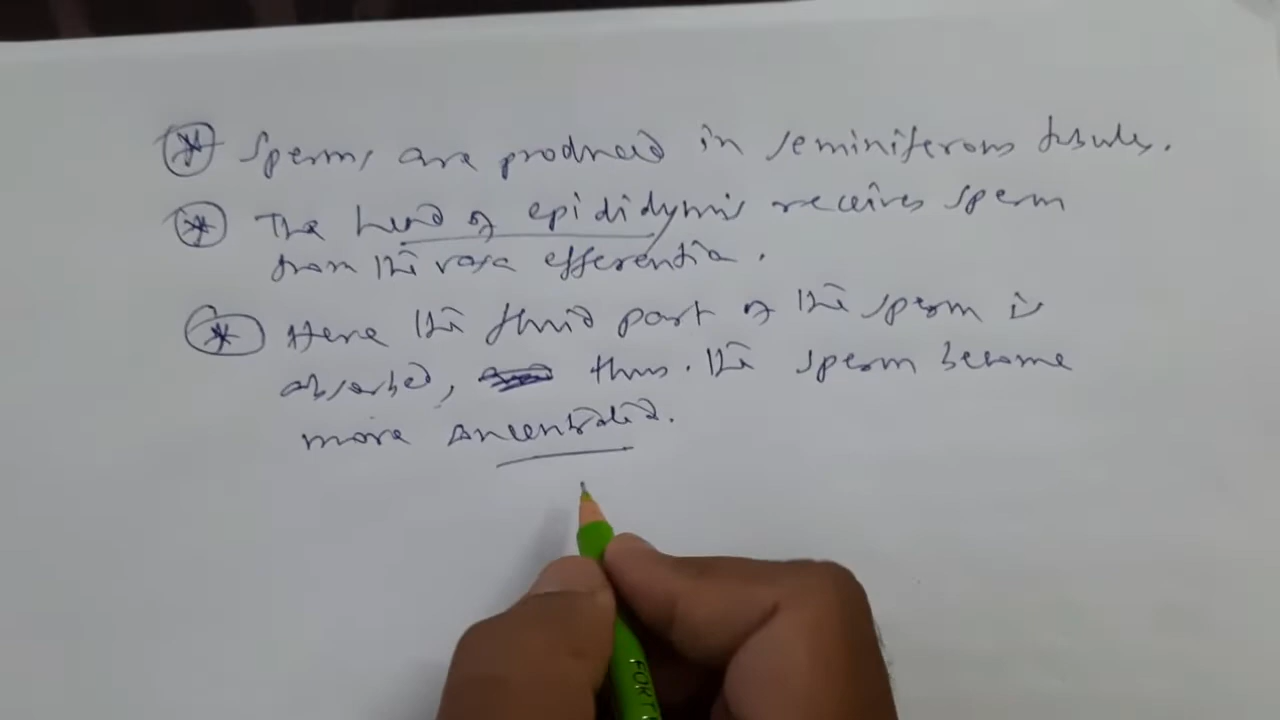 * Sperms are produced in seminiferous tubules.
* The head of epididymis receives sperm
from the vasa efferentia.
* Here the fluid part of the sperm is
absorbed, thus. the sperm become
more concentrated.
FORT